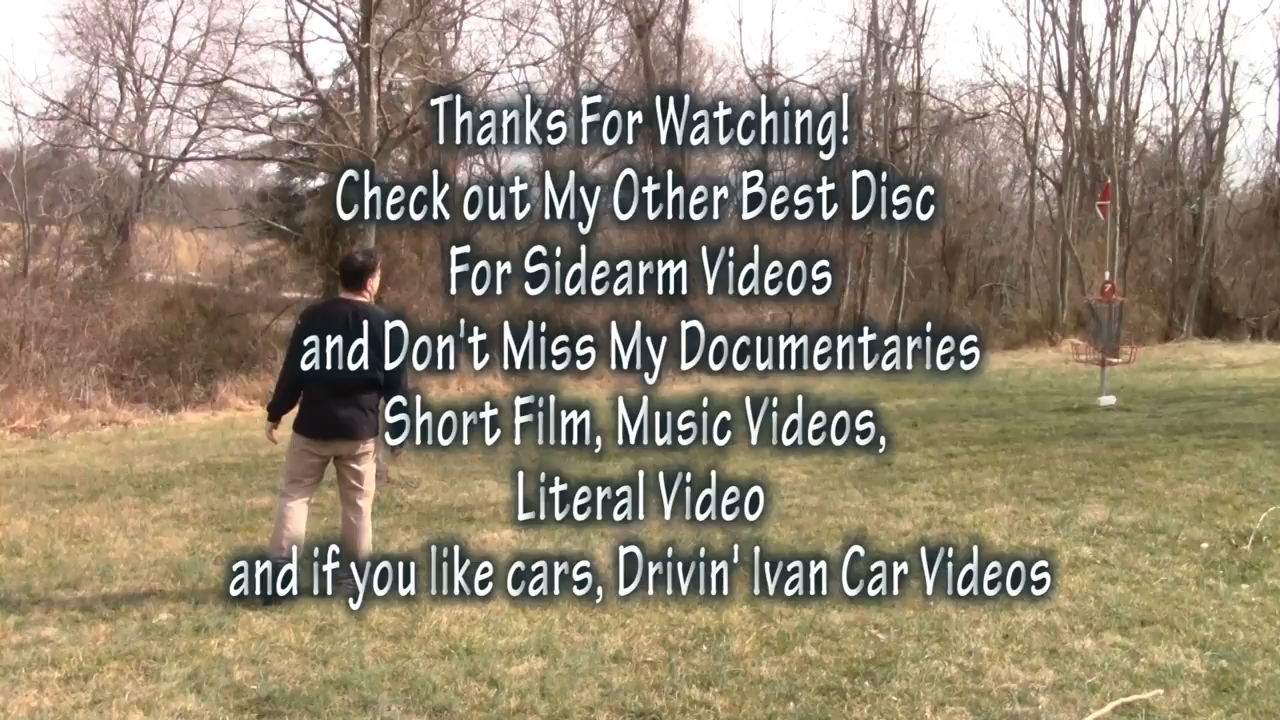 Thanks For Watching!
Check out My Other Best Disc
For Sidearm Videos
and Don't Miss My Documentaries
Short Film, Music Videos,
Literal Video
and if you like cars, Drivin' Ivan Car Videos
7